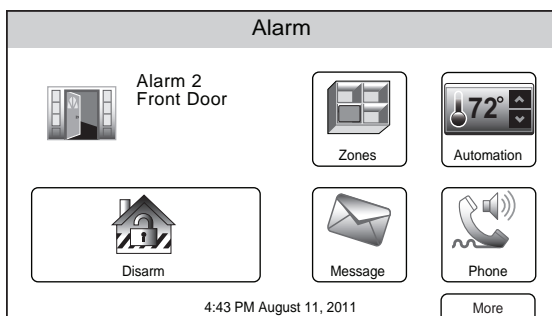 Alarm
Alarm 2
Front Door
Zones
72°
Automation
Disarm
Message
Phone
4:43 PM August 11, 2011
More